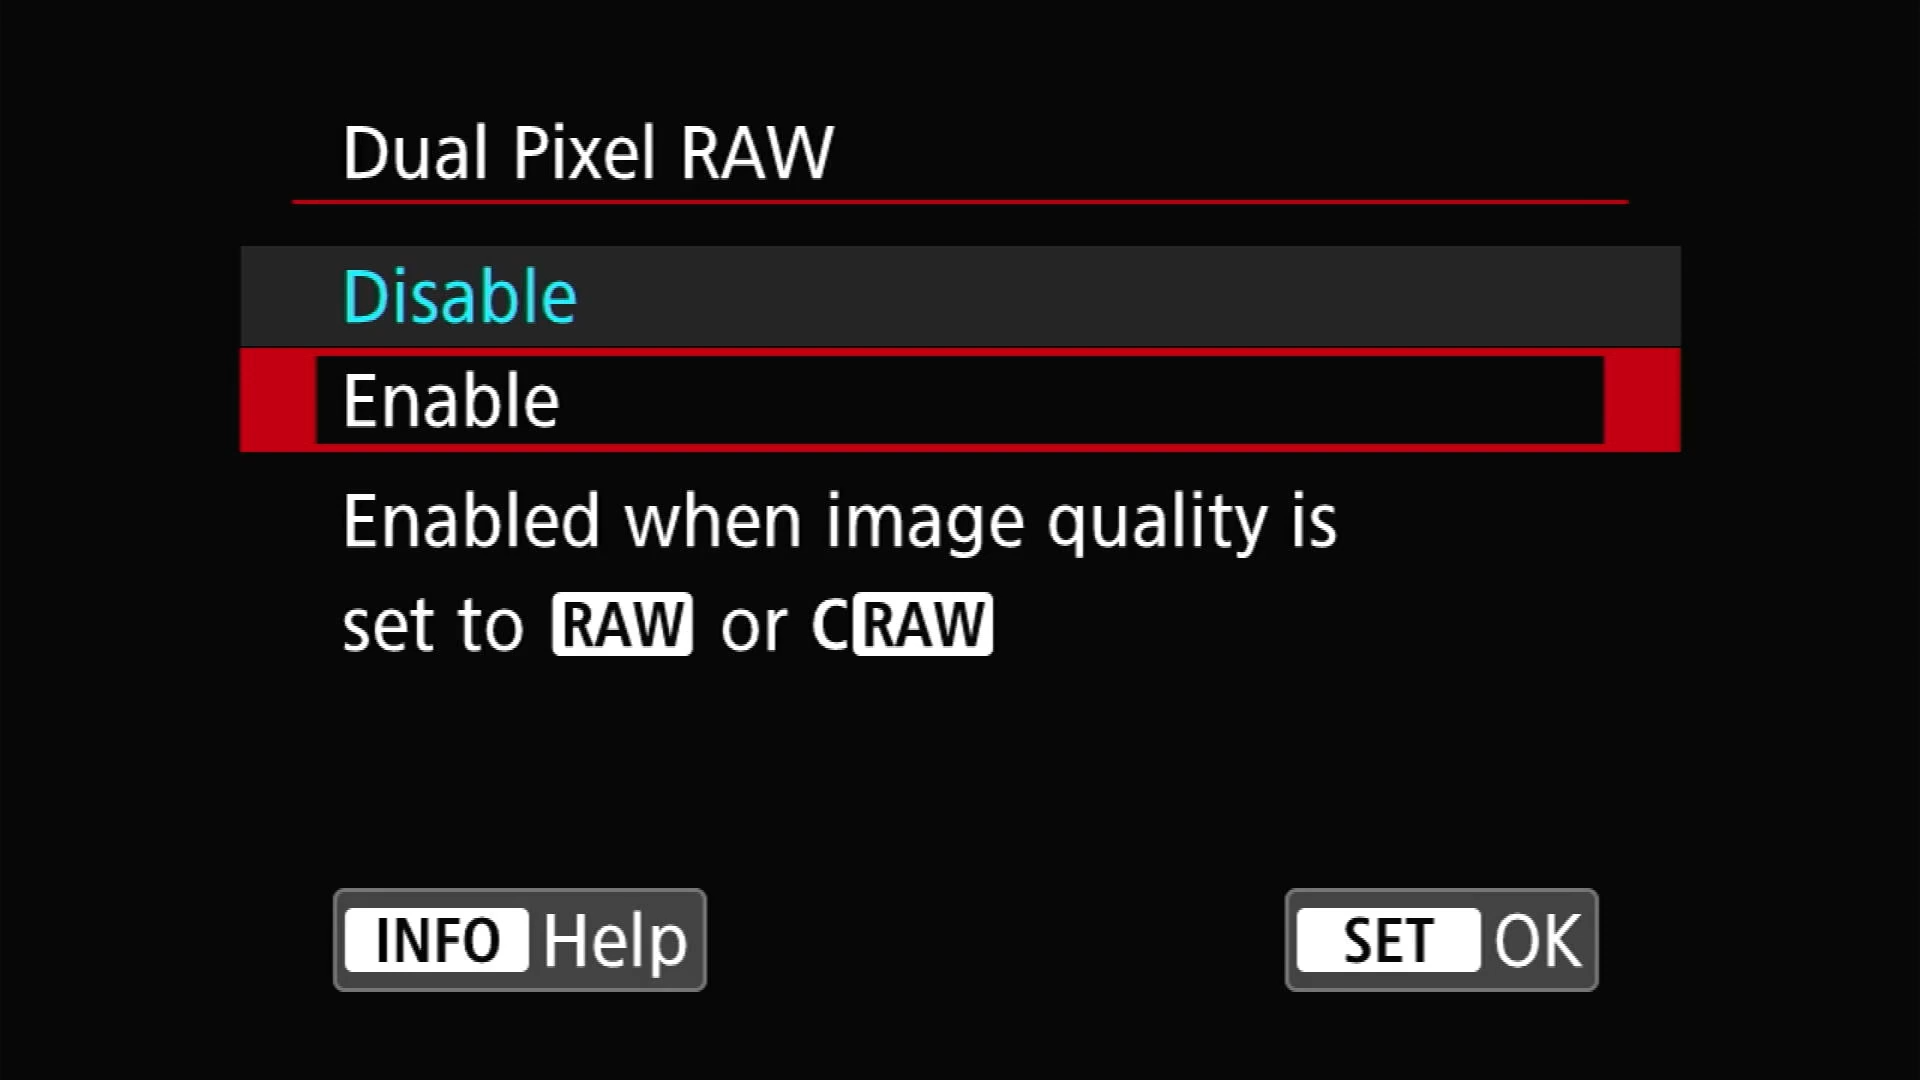 Dual Pixel RAW
Disable
Enable
Enabled when image quality is
set to RAW or CRAW
INFO Help
SET OK